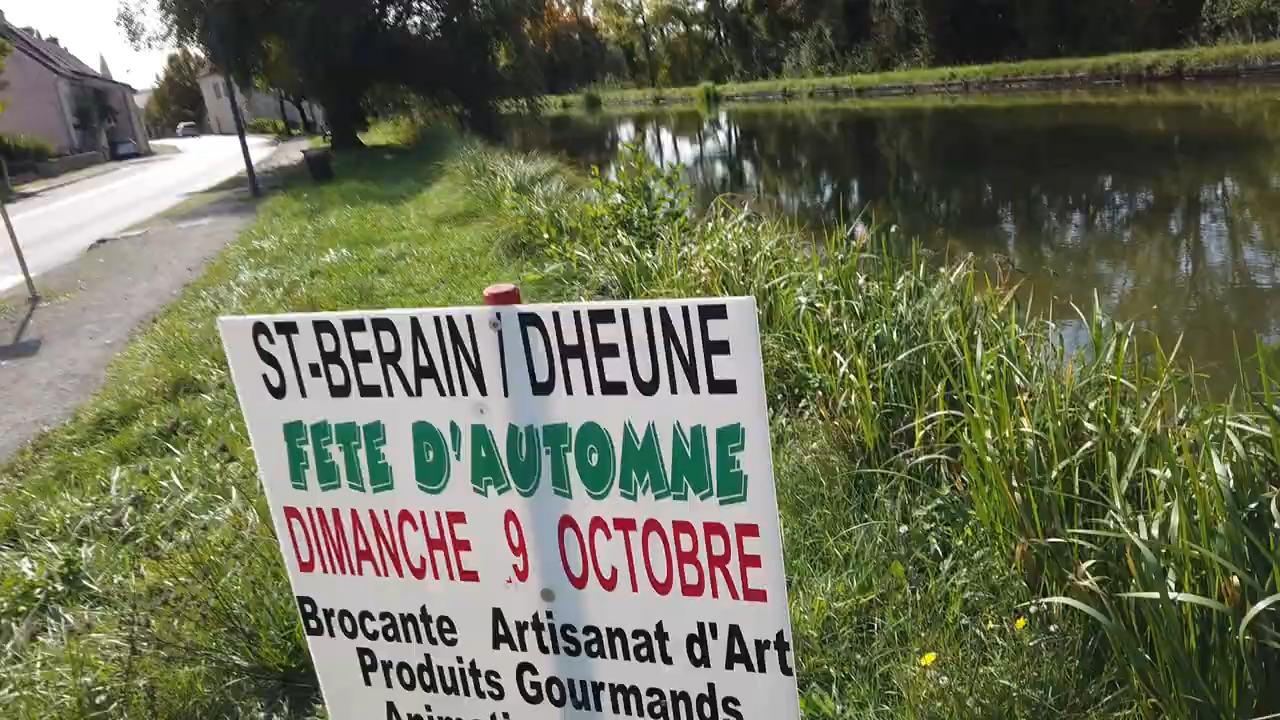 ST-BERAIN / DHEUNE
FETE D'AUTOMNE
DIMANCHE 9 OCTOBRE
Brocante Artisanat d'Art
Produits Gourmands